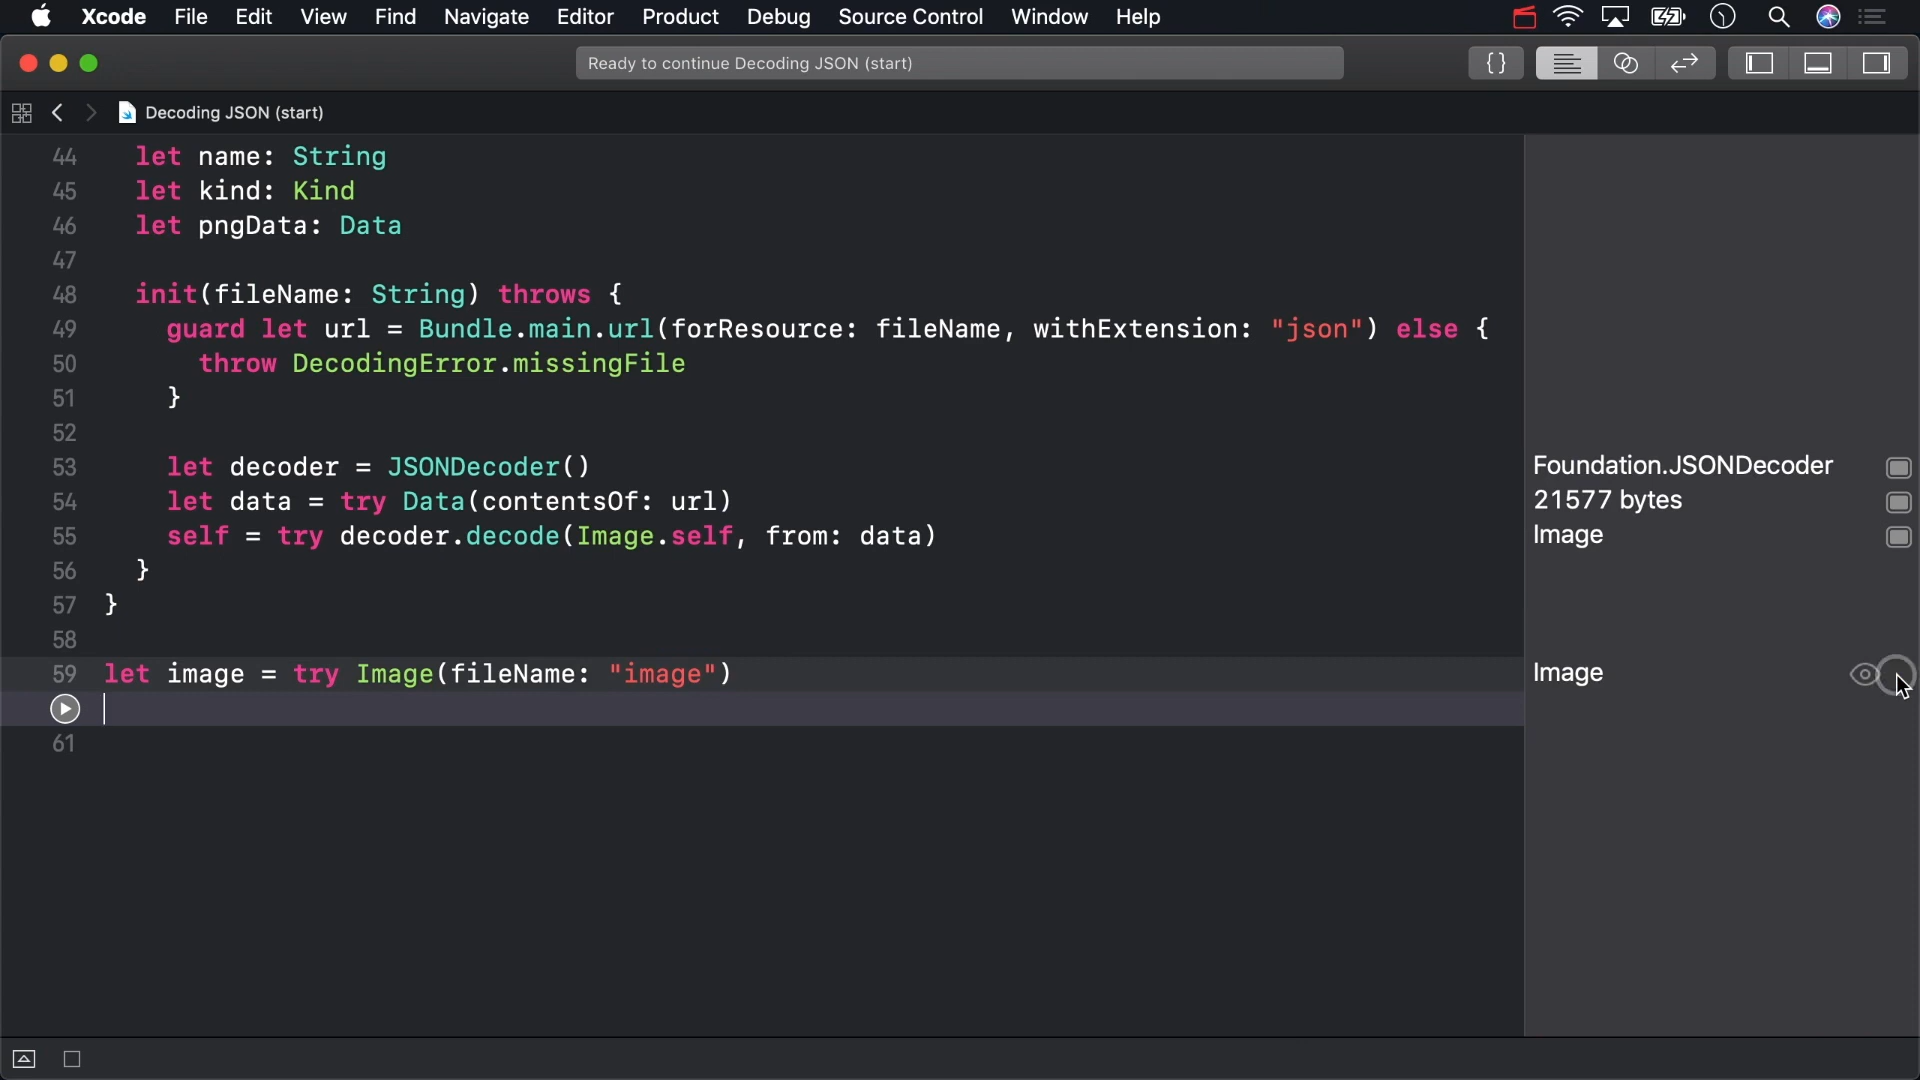 Xcode File Edit View Find Navigate Editor Product Debug Source Control Window Help
Ready to continue Decoding JSON (start)
{ }
Decoding JSON (start)
44 let name: String
45 let kind: Kind
46 let pngData: Data
47
48 init(fileName: String) throws {
49 guard let url = Bundle.main.url(forResource: fileName, withExtension: "json") else {
50 throw DecodingError.missingFile
51 }
52
53 let decoder = JSONDecoder() Foundation.JSONDecoder
54 let data = try Data(contentsOf: url) 21577 bytes
55 self = try decoder.decode(Image.self, from: data) Image
56 }
57 }
58
59 let image = try Image(fileName: "image") Image
61